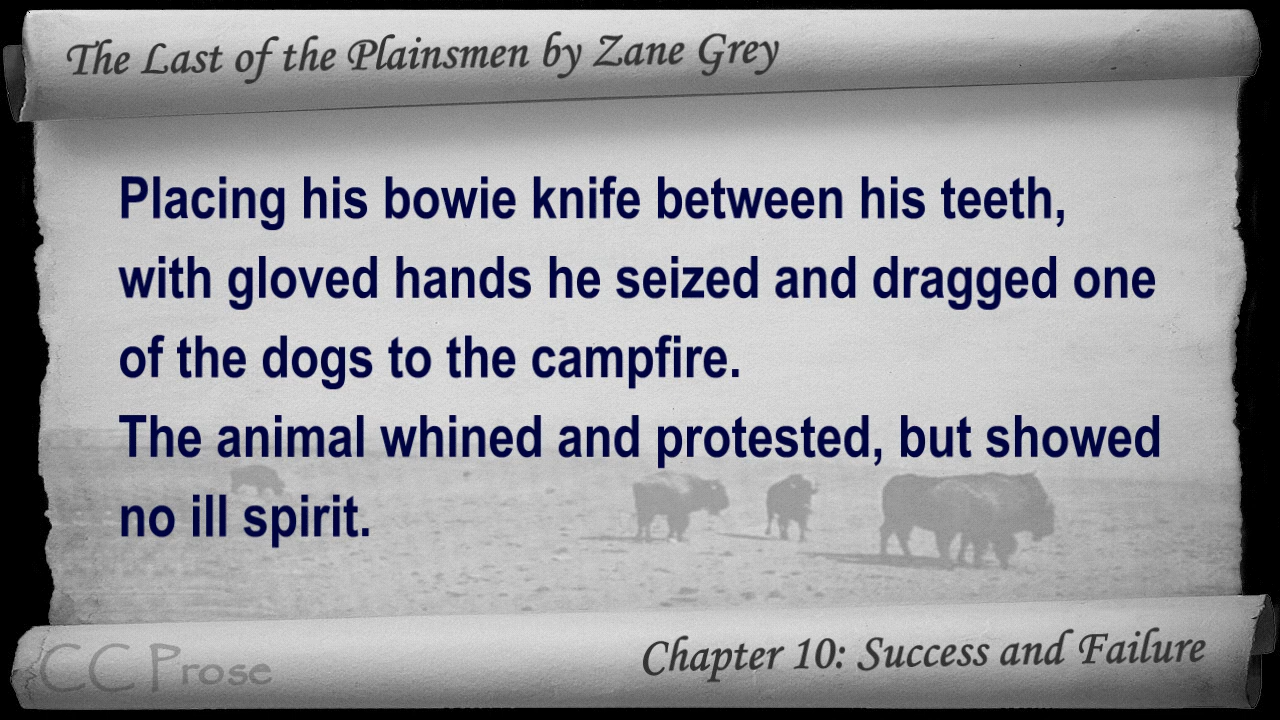 The Last of the Plainsmen by Zane Grey
Placing his bowie knife between his teeth,
with gloved hands he seized and dragged one
of the dogs to the campfire.
The animal whined and protested, but showed
no ill spirit.
CC Prose
Chapter 10: Success and Failure